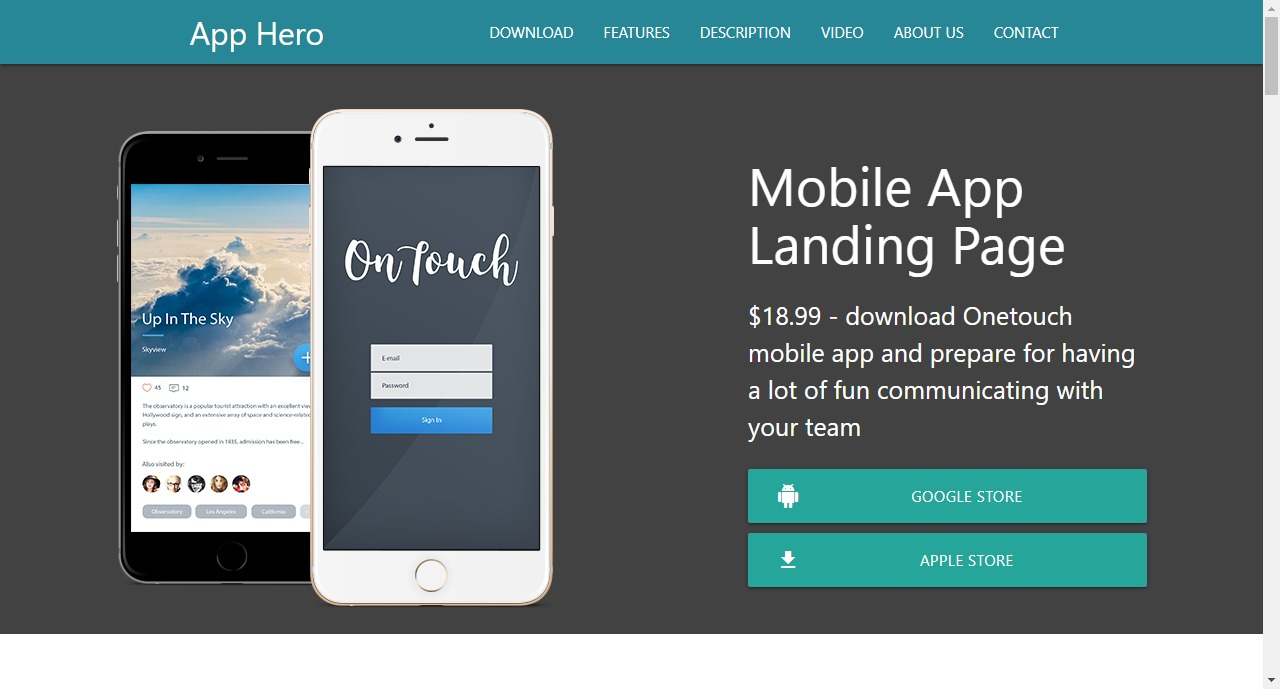 App Hero
DOWNLOAD FEATURES DESCRIPTION VIDEO ABOUT US CONTACT
Up In The Sky
Skyview
45 12
The observatory is a popular tourist attraction with an excellent view
Hollywood sign, and an extensive array of space and science-related
plays.
Since the observatory opened in 1935, admission has been free...
Also visited by:
Observatory Los Angeles California
OnTouch
E-mail
Password
Sign In
Mobile App
Landing Page
$18.99 - download Onetouch
mobile app and prepare for having
a lot of fun communicating with
your team
GOOGLE STORE
APPLE STORE